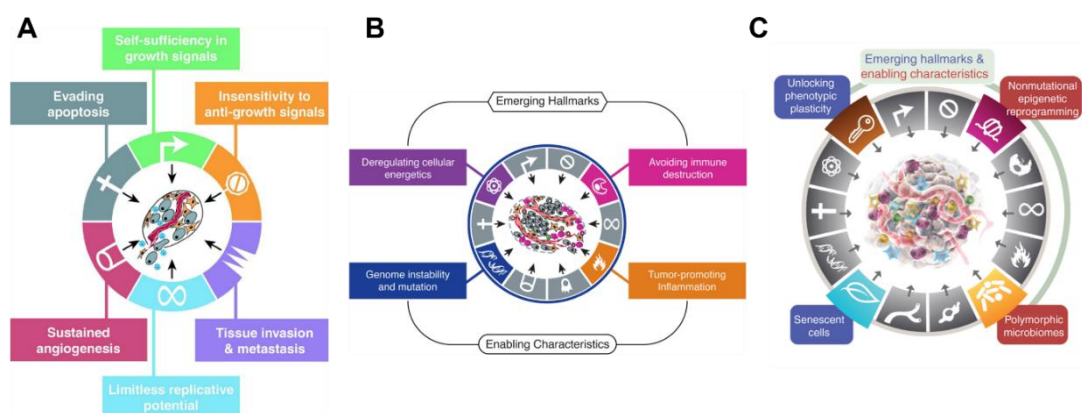 A
Self-sufficiency in
growth signals
Evading
apoptosis
Insensitivity to
anti-growth signals
Sustained
angiogenesis
Tissue invasion
& metastasis
Limitless replicative
potential
B
Emerging Hallmarks
Deregulating cellular
energetics
Avoiding immune
destruction
Genome instability
and mutation
Tumor-promoting
Inflammation
Enabling Characteristics
C
Emerging hallmarks &
enabling characteristics
Unlocking
phenotypic
plasticity
Nonmutational
epigenetic
reprogramming
Senescent
cells
Polymorphic
microbiomes